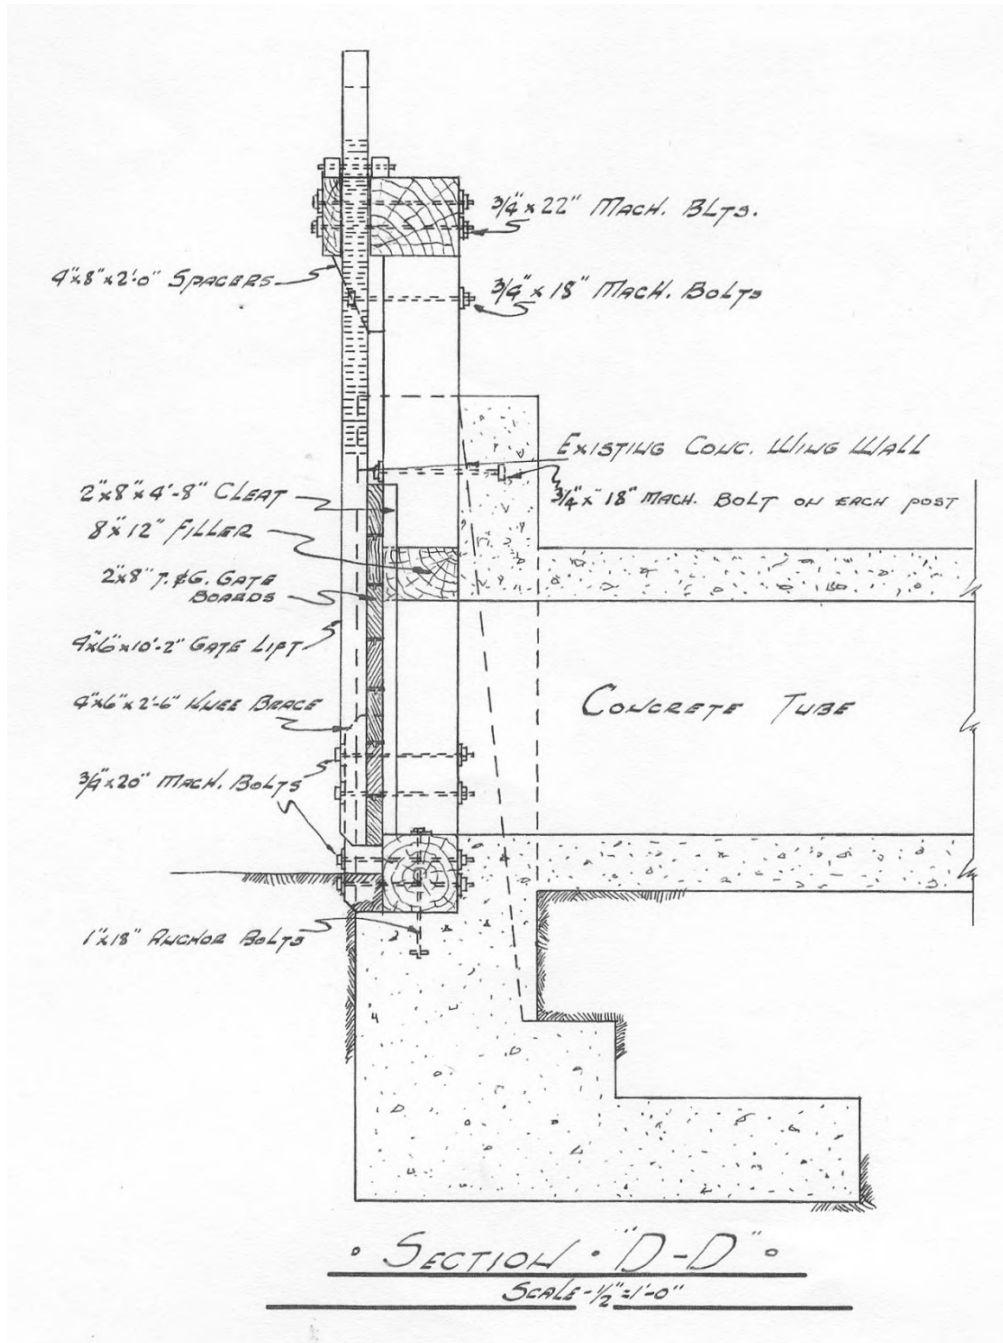 3/4"x22" MACH. BLTS.
4"x8"x2'-0" SPACERS
3/4" x 18" MACH. BOLTS
EXISTING CONC. WING WALL
2"x8"x4'-8" CLEAT
3/4"x 18" MACH. BOLT ON EACH POST
8"x12" FILLER
2"x8" T. & G. GATE
BOARDS
4"x6"x10'-2" GATE LIFT
4"x6"x2'-6" KNEE BRACE
CONCRETE TUBE
3/4"x20" MACH. BOLTS
1"x18" ANCHOR BOLTS
• SECTION • "D-D" •
SCALE-1/2"=1'-0"